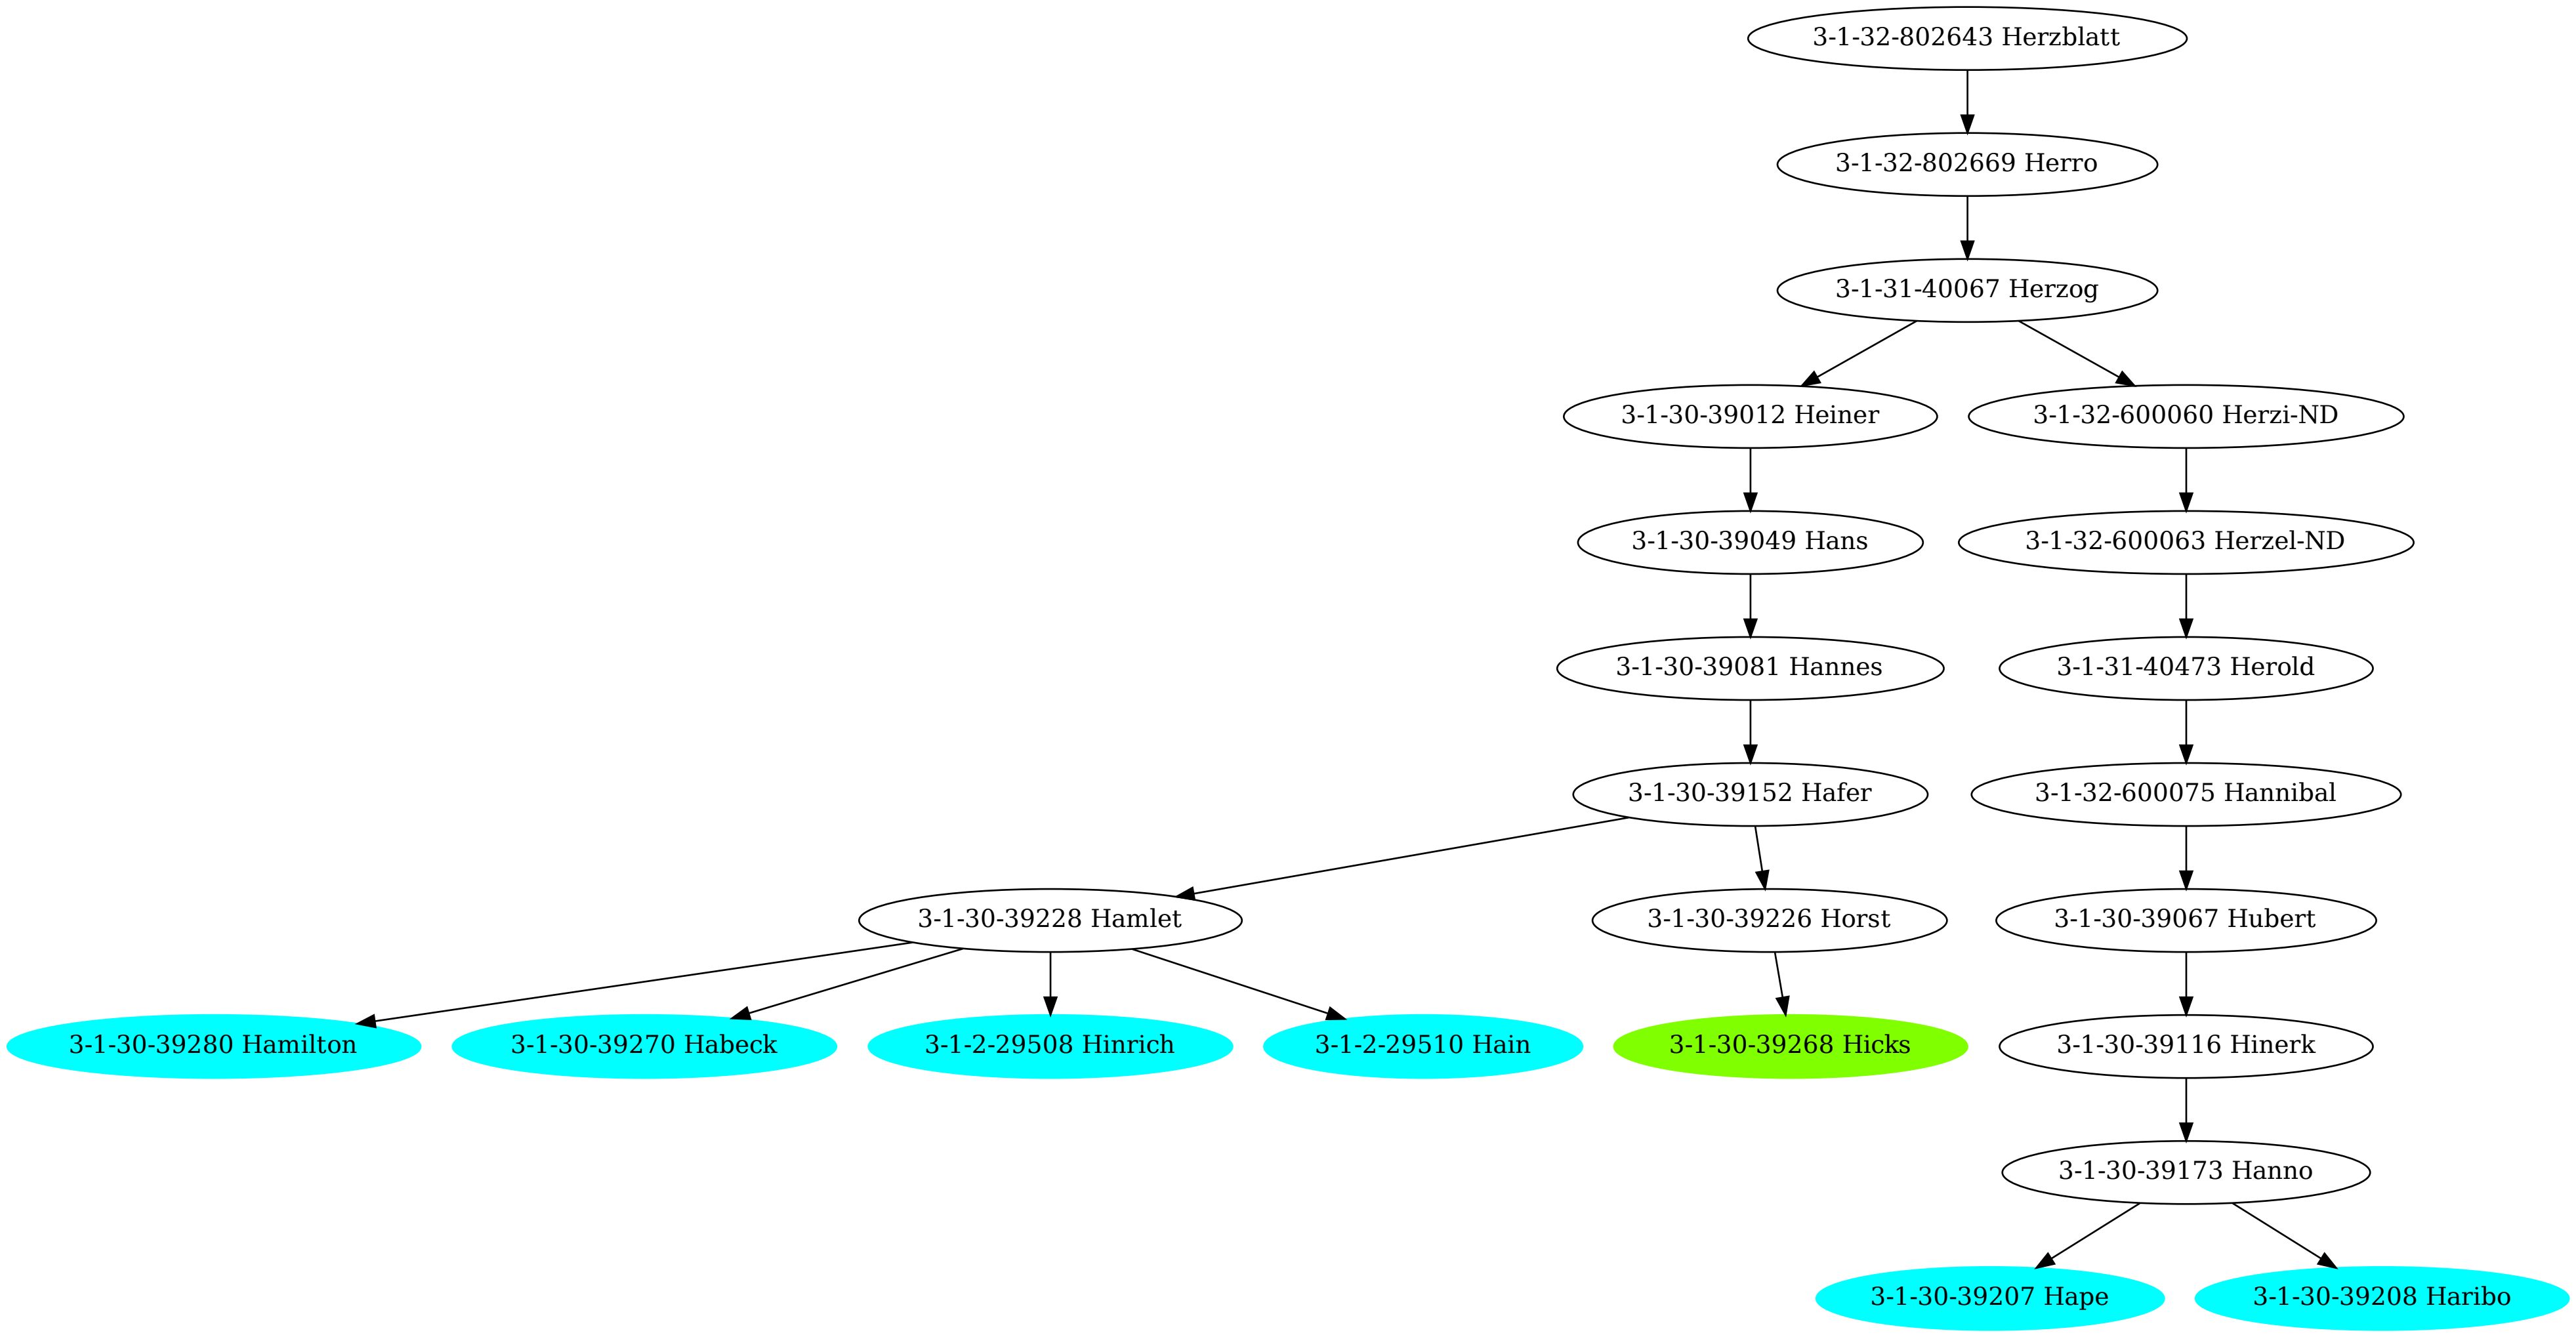 3-1-32-802643 Herzblatt
3-1-32-802669 Herro
3-1-31-40067 Herzog
3-1-30-39012 Heiner
3-1-32-600060 Herzi-ND
3-1-30-39049 Hans
3-1-32-600063 Herzel-ND
3-1-30-39081 Hannes
3-1-31-40473 Herold
3-1-30-39152 Hafer
3-1-32-600075 Hannibal
3-1-30-39228 Hamlet
3-1-30-39226 Horst
3-1-30-39067 Hubert
3-1-30-39280 Hamilton
3-1-30-39270 Habeck
3-1-2-29508 Hinrich
3-1-2-29510 Hain
3-1-30-39268 Hicks
3-1-30-39116 Hinerk
3-1-30-39173 Hanno
3-1-30-39207 Hape
3-1-30-39208 Haribo